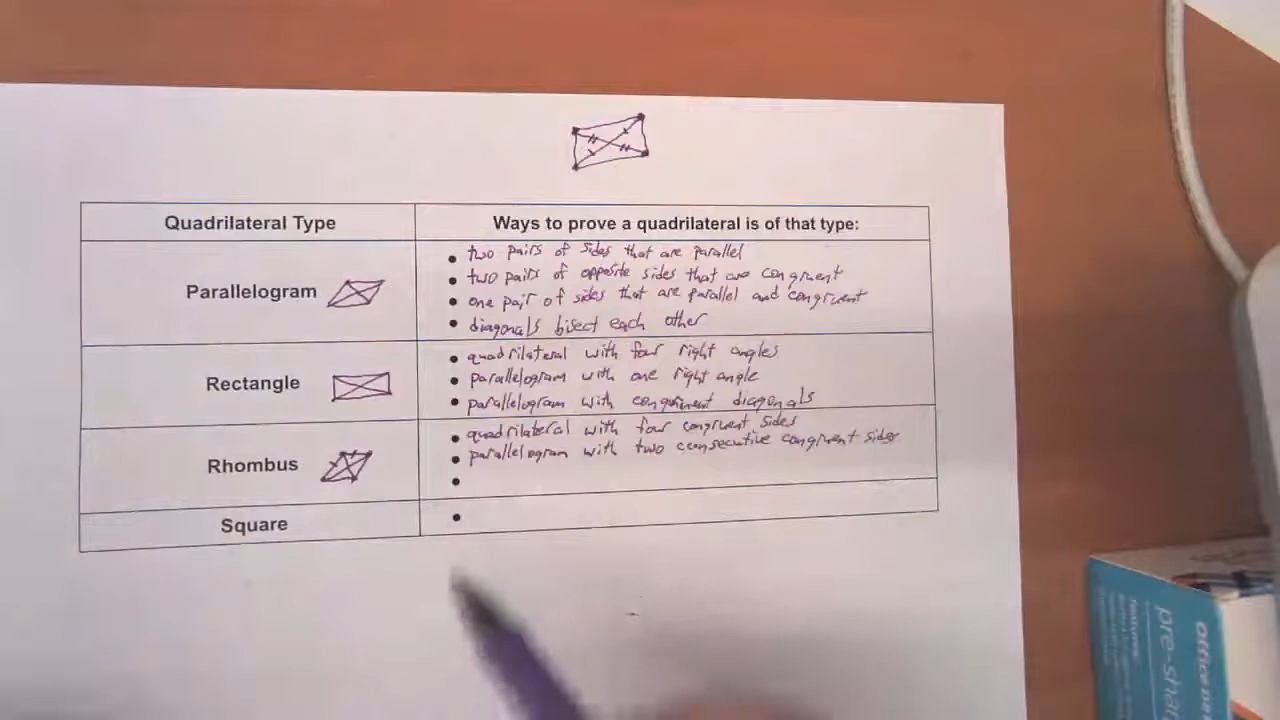 Quadrilateral Type
Ways to prove a quadrilateral is of that type:
Parallelogram
• two pairs of sides that are parallel
• two pairs of opposite sides that are congruent
• one pair of sides that are parallel and congruent
• diagonals bisect each other
Rectangle
• quadrilateral with four right angles
• parallelogram with one right angle
• parallelogram with congruent diagonals
Rhombus
• quadrilateral with four congruent sides
• parallelogram with two consecutive congruent sides
•
Square
•
pre-shar
features